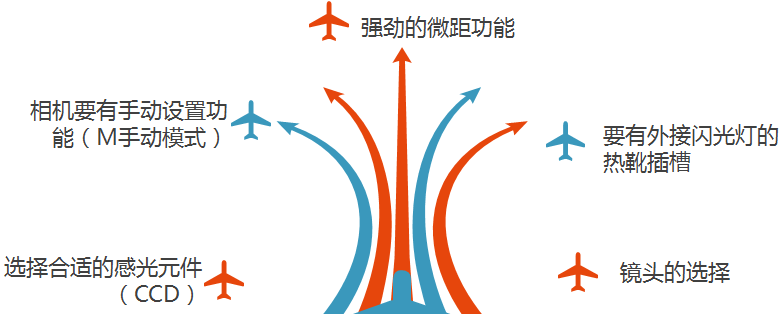 强劲的微距功能
相机要有手动设置功
能（M手动模式）
要有外接闪光灯的
热靴插槽
选择合适的感光元件
（CCD）
镜头的选择